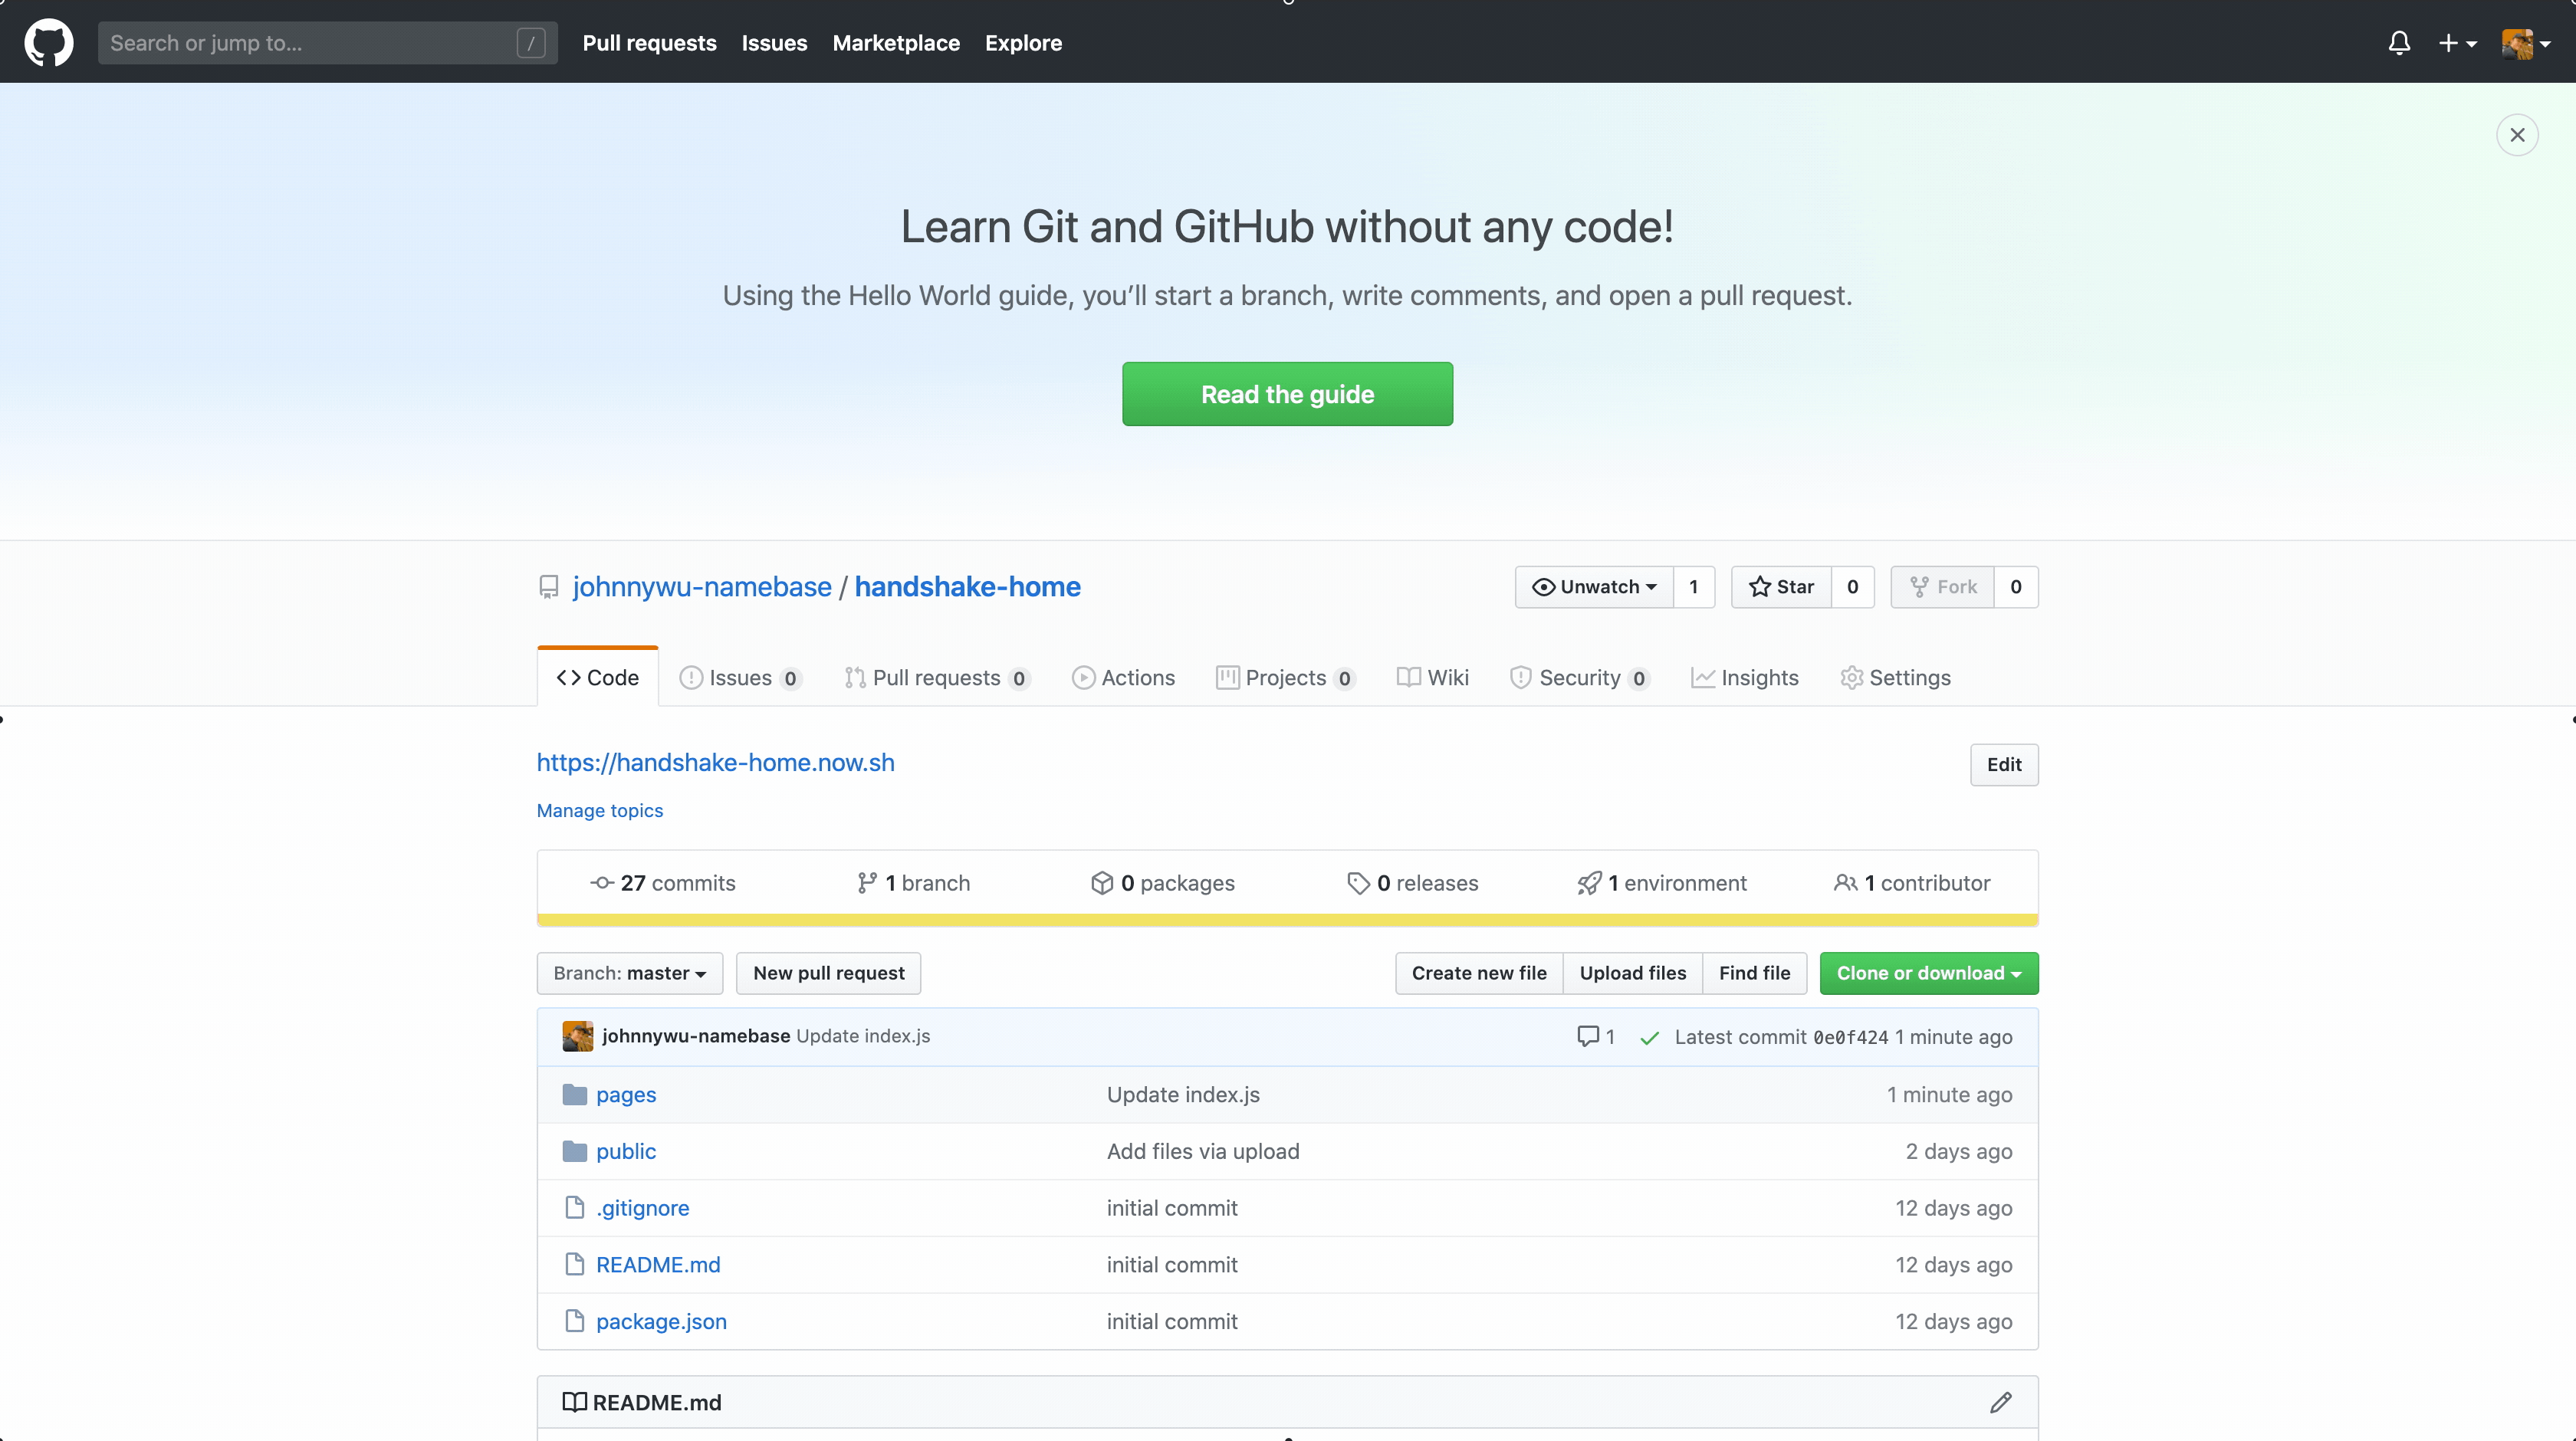 Search or jump to... /
Pull requests Issues Marketplace Explore
Learn Git and GitHub without any code!
Using the Hello World guide, you’ll start a branch, write comments, and open a pull request.
Read the guide
johnnywu-namebase / handshake-home
Unwatch 1 Star 0 Fork 0
Code Issues 0 Pull requests 0 Actions Projects 0 Wiki Security 0 Insights Settings
https://handshake-home.now.sh
Edit
Manage topics
27 commits 1 branch 0 packages 0 releases 1 environment 1 contributor
Branch: master New pull request Create new file Upload files Find file Clone or download
johnnywu-namebase Update index.js 1 Latest commit 0e0f424 1 minute ago
pages Update index.js 1 minute ago
public Add files via upload 2 days ago
.gitignore initial commit 12 days ago
README.md initial commit 12 days ago
package.json initial commit 12 days ago
README.md